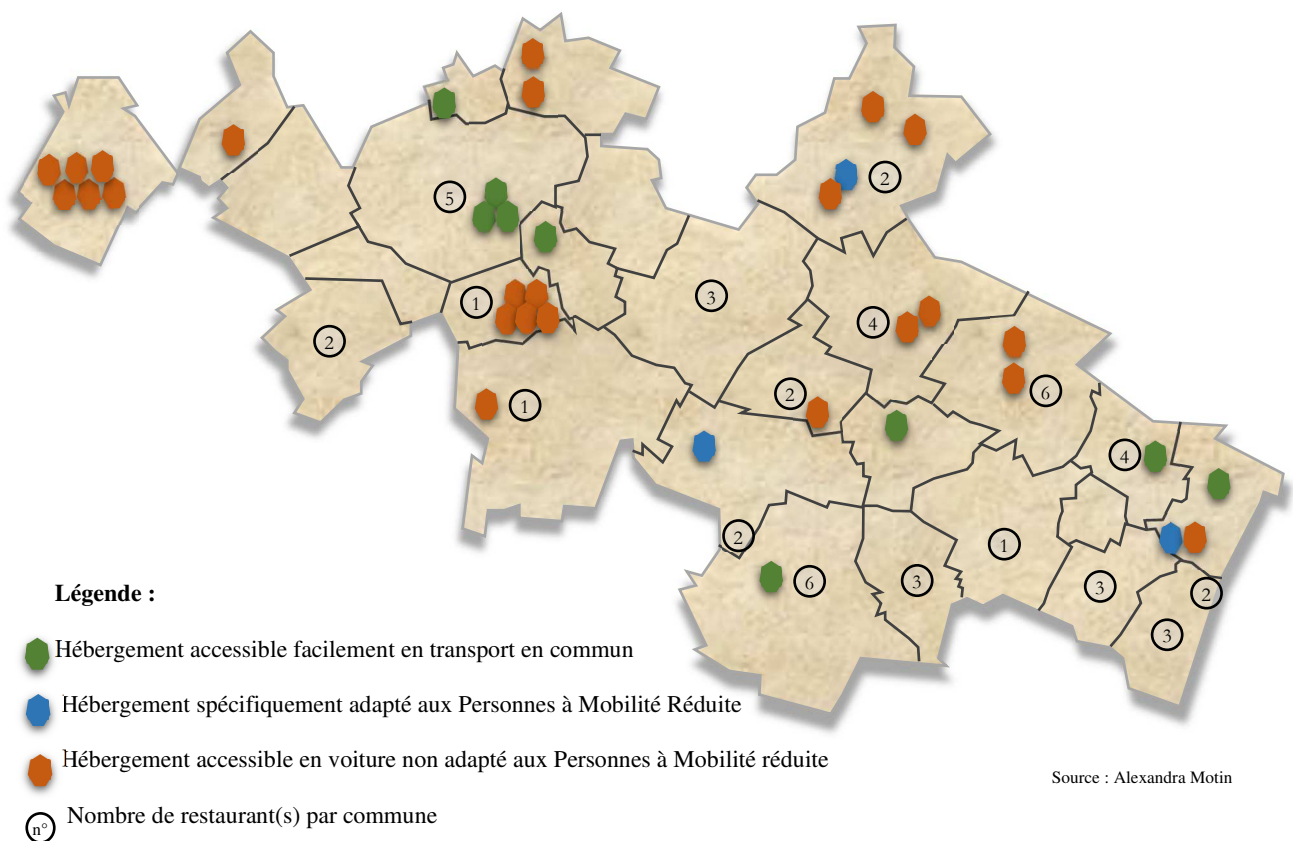 2
5
3
1
4
2
2
6
1
4
2
1
6
3
3
2
3
Légende :
Hébergement accessible facilement en transport en commun
Hébergement spécifiquement adapté aux Personnes à Mobilité Réduite
Hébergement accessible en voiture non adapté aux Personnes à Mobilité réduite
Source : Alexandra Motin
n° Nombre de restaurant(s) par commune